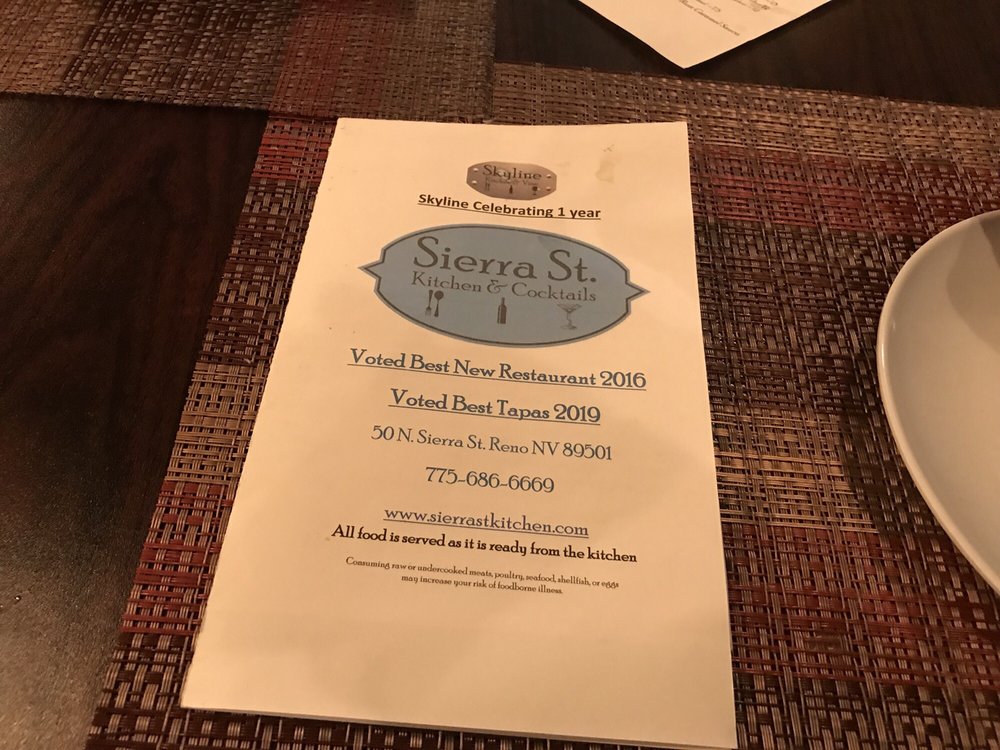 Skyline
Skyline Celebrating 1 year
Sierra St.
Kitchen & Cocktails
Voted Best New Restaurant 2016
Voted Best Tapas 2019
50 N. Sierra St. Reno NV 89501
775-686-6669
www.sierrastkitchen.com
All food is served as it is ready from the kitchen
Consuming raw or undercooked meats, poultry, seafood, shellfish, or eggs
may increase your risk of foodborne illness.